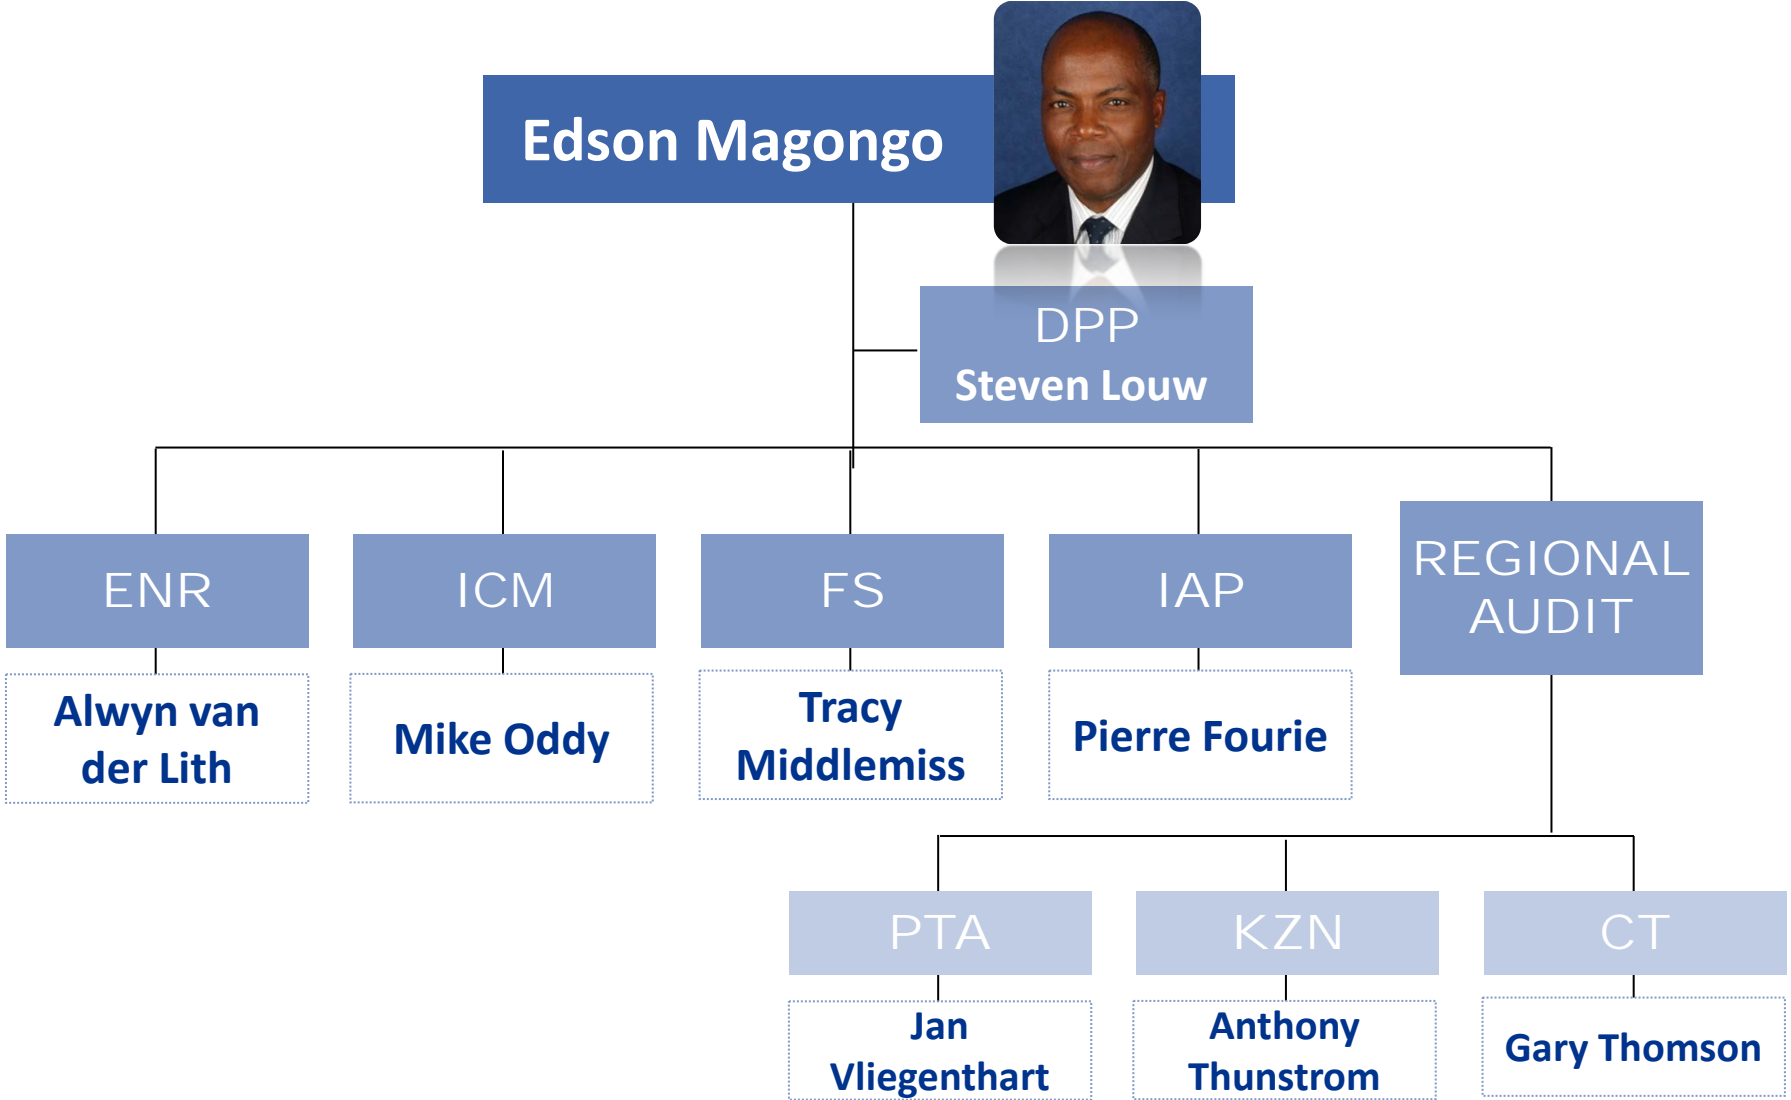 Edson Magongo
DPP
Steven Louw
ENR
ICM
FS
IAP
REGIONAL
AUDIT
Alwyn van
der Lith
Mike Oddy
Tracy
Middlemiss
Pierre Fourie
PTA
KZN
CT
Jan
Vliegenthart
Anthony
Thunstrom
Gary Thomson